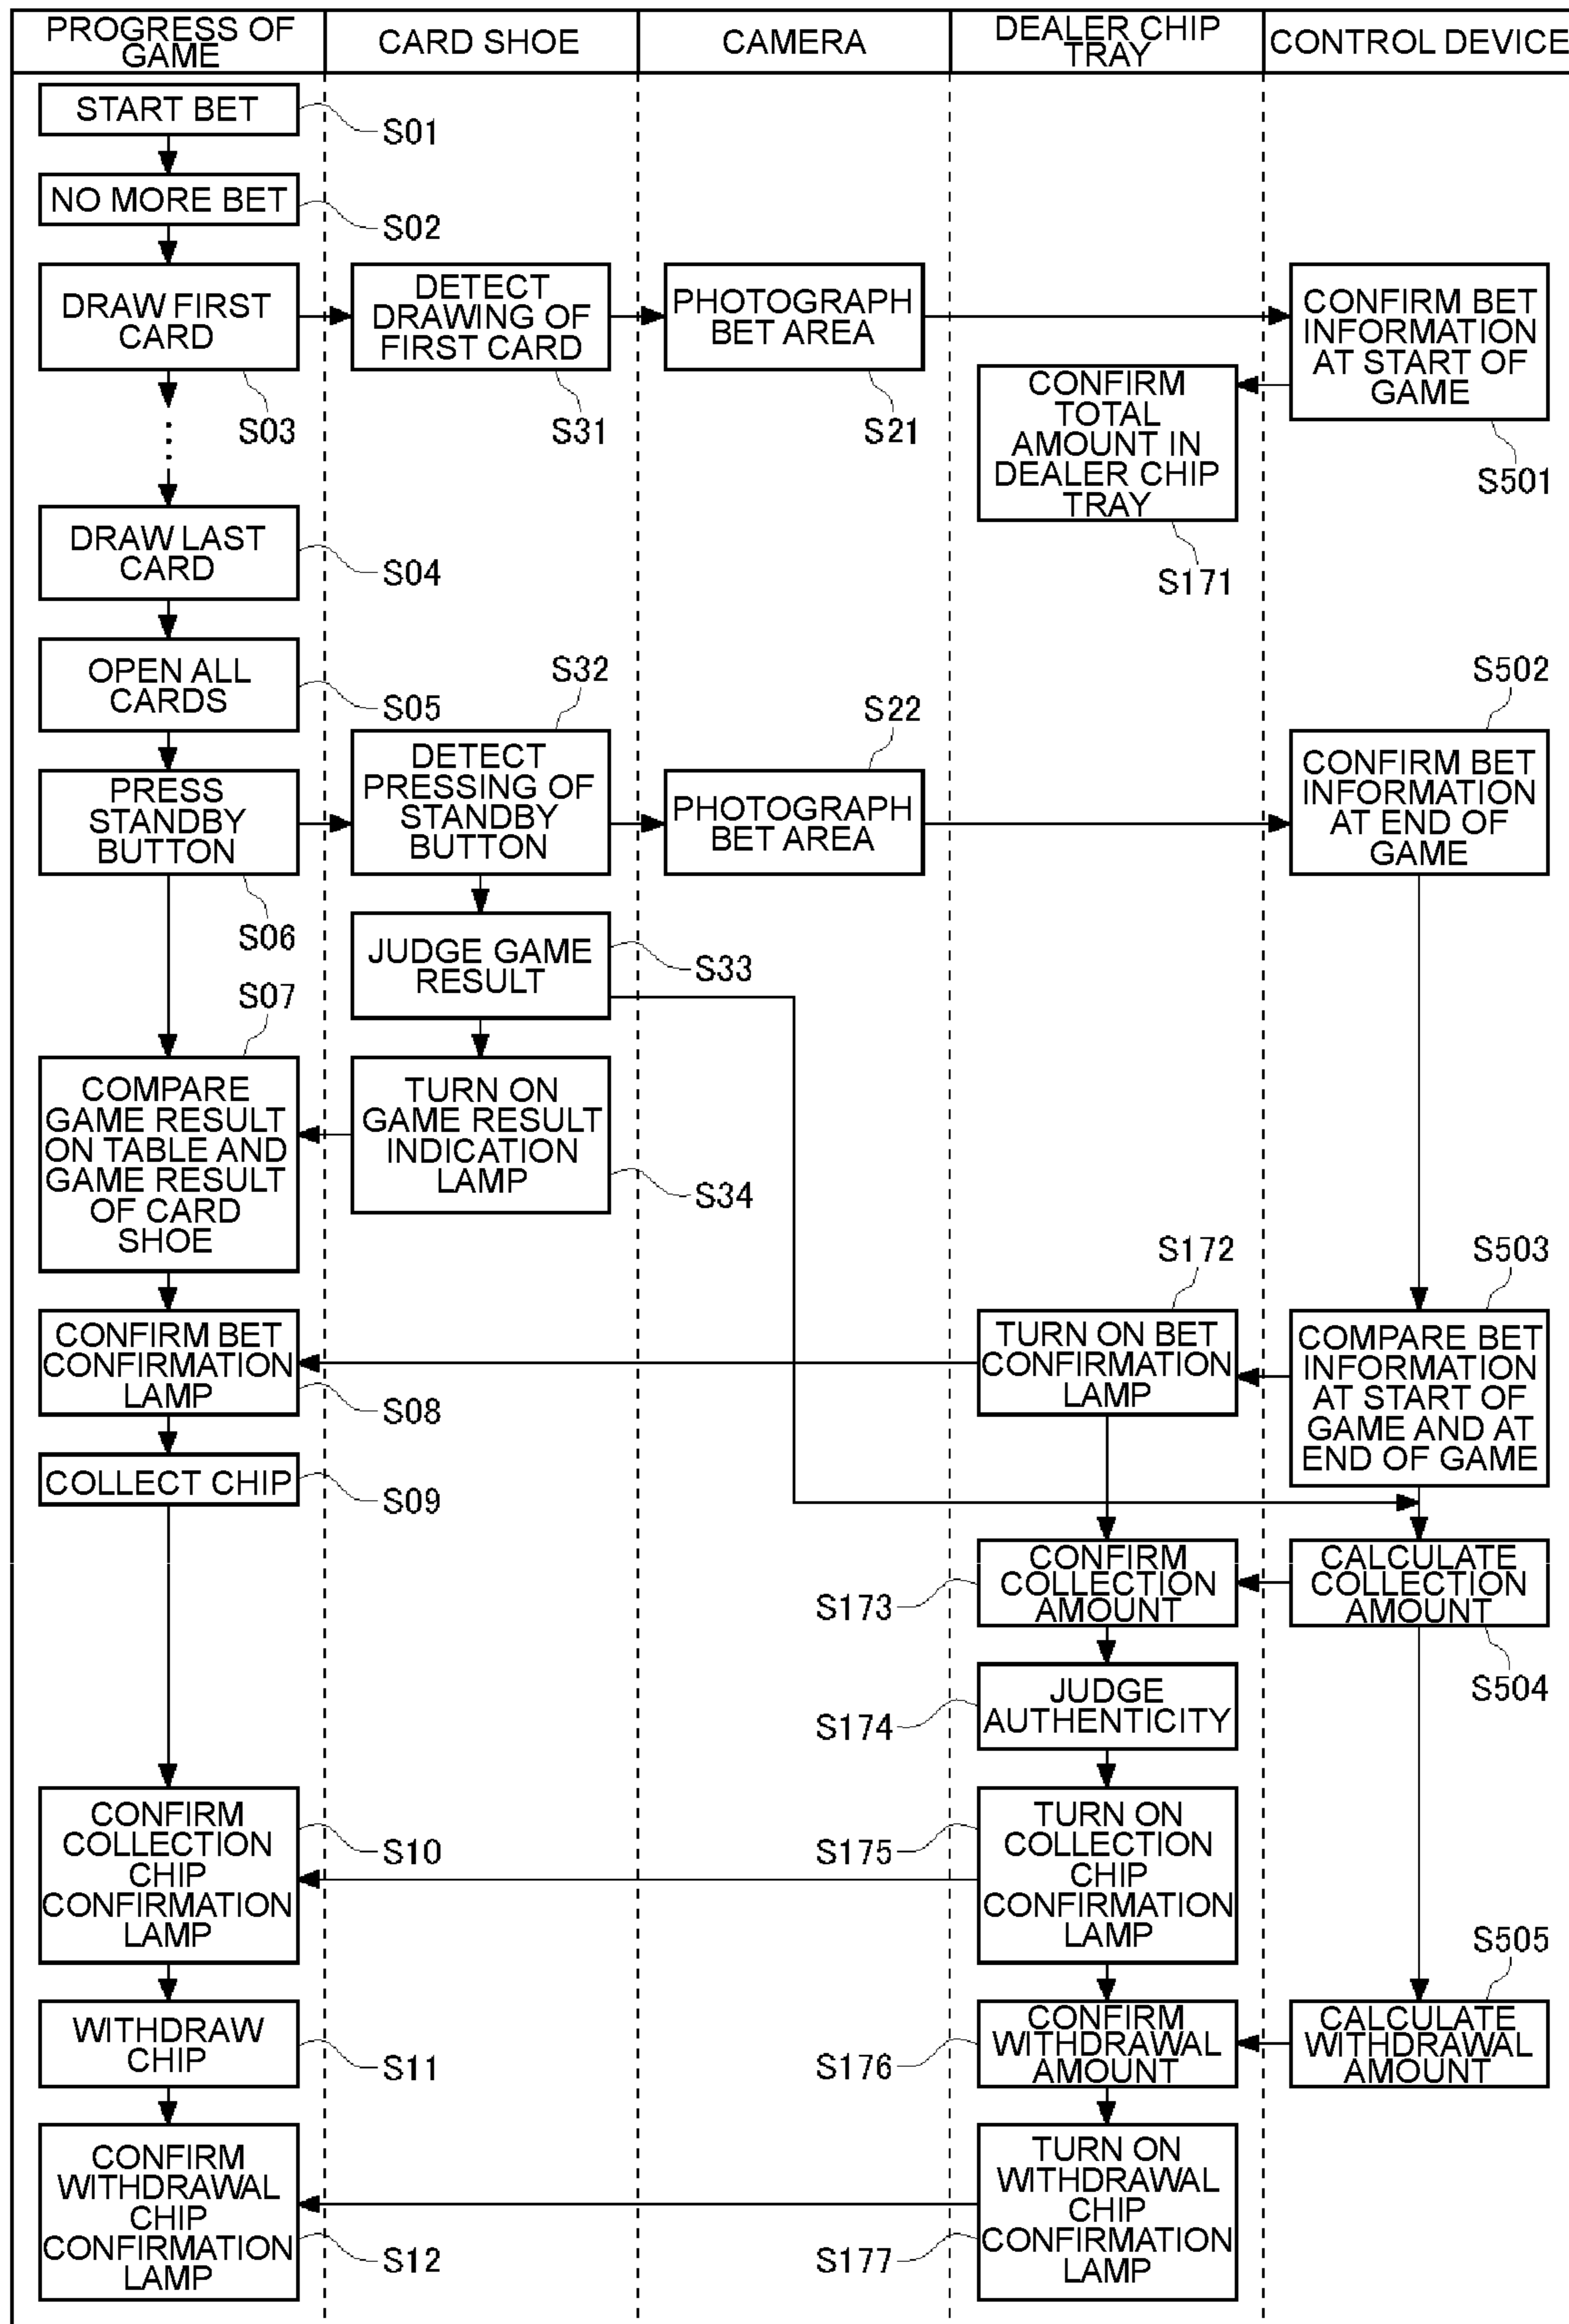 PROGRESS OF
GAME
CARD SHOE
CAMERA
DEALER CHIP
TRAY
CONTROL DEVICE
START BET
S01
NO MORE BET
S02
DRAW FIRST
CARD
S03
DETECT
DRAWING OF
FIRST CARD
S31
PHOTOGRAPH
BET AREA
S21
CONFIRM BET
INFORMATION
AT START OF
GAME
S501
CONFIRM
TOTAL
AMOUNT IN
DEALER CHIP
TRAY
S171
DRAW LAST
CARD
S04
OPEN ALL
CARDS
S05
PRESS
STANDBY
BUTTON
S06
S32
DETECT
PRESSING OF
STANDBY
BUTTON
S22
PHOTOGRAPH
BET AREA
S502
CONFIRM BET
INFORMATION
AT END OF
GAME
JUDGE GAME
RESULT
S33
S07
COMPARE
GAME RESULT
ON TABLE AND
GAME RESULT
OF CARD
SHOE
TURN ON
GAME RESULT
INDICATION
LAMP
S34
S172
TURN ON BET
CONFIRMATION
LAMP
S503
COMPARE BET
INFORMATION
AT START OF
GAME AND AT
END OF GAME
CONFIRM BET
CONFIRMATION
LAMP
S08
COLLECT CHIP
S09
CONFIRM
COLLECTION
AMOUNT
S173
CALCULATE
COLLECTION
AMOUNT
S504
JUDGE
AUTHENTICITY
S174
CONFIRM
COLLECTION
CHIP
CONFIRMATION
LAMP
S10
S175
TURN ON
COLLECTION
CHIP
CONFIRMATION
LAMP
S505
WITHDRAW
CHIP
S11
S176
CONFIRM
WITHDRAWAL
AMOUNT
CALCULATE
WITHDRAWAL
AMOUNT
CONFIRM
WITHDRAWAL
CHIP
CONFIRMATION
LAMP
S12
S177
TURN ON
WITHDRAWAL
CHIP
CONFIRMATION
LAMP